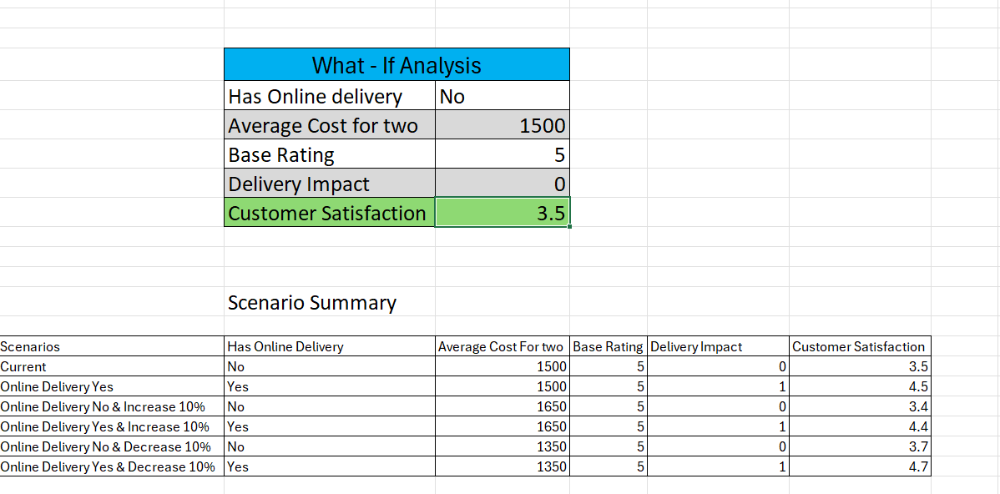 What - If Analysis
Has Online delivery No
Average Cost for two 1500
Base Rating 5
Delivery Impact 0
Customer Satisfaction 3.5
Scenario Summary
Scenarios Has Online Delivery Average Cost For two Base Rating Delivery Impact Customer Satisfaction
Current No 1500 5 0 3.5
Online Delivery Yes Yes 1500 5 1 4.5
Online Delivery No & Increase 10% No 1650 5 0 3.4
Online Delivery Yes & Increase 10% Yes 1650 5 1 4.4
Online Delivery No & Decrease 10% No 1350 5 0 3.7
Online Delivery Yes & Decrease 10% Yes 1350 5 1 4.7